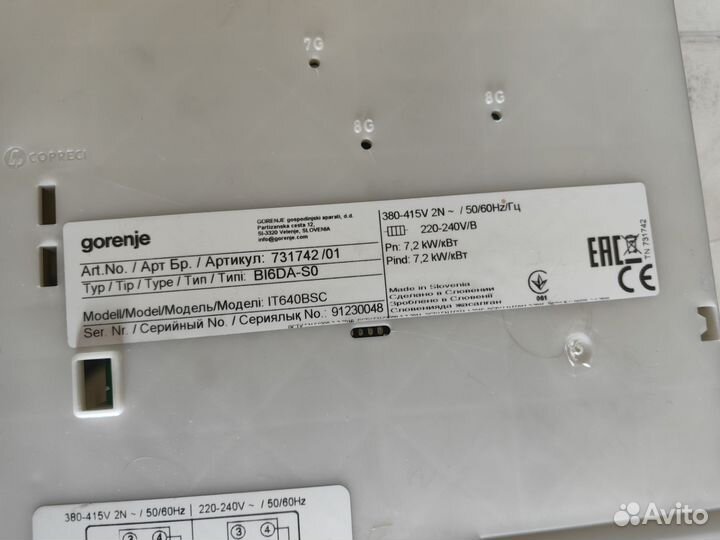 7G
8G
8G
COPRECI
gorenje
GORENJE gospodinjski aparati, d.d.
Partizanska cesta 12,
SI-3320 Velenje, SLOVENIA
info@gorenje.com
Art.No. / Арт Бр. / Артикул: 731742/01
Typ / Tip / Type / Тип / Типі: BI6DA-S0
Modell/Model/Модель/Моделі: IT640BSC
Ser. Nr. / Серийный No. / Сериялық No.: 91230048
380-415V 2N ~ / 50/60Hz/Гц
220-240V/В
Pn: 7,2 kW/кВт
Pind: 7,2 kW/кВт
Made in Slovenia
Сделано в Словении
Зроблено в Словенії
Словенияда жасалған
001
EAC
CE
TN 731742
380-415V 2N ~ / 50/60Hz
220-240V ~ / 50/60Hz
3 4
3 4
Avito